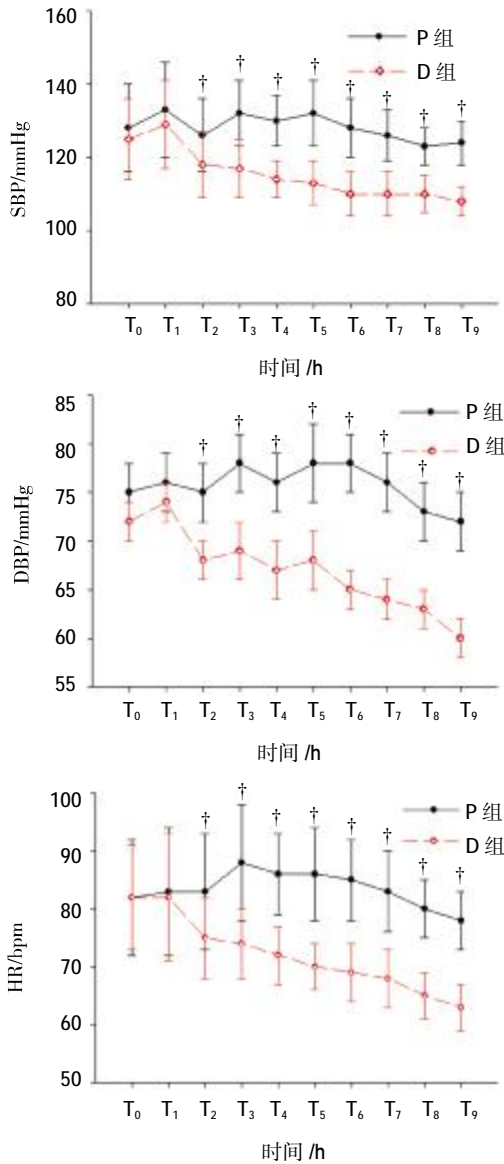 160
140
120
100
80
SBP/mmHg
P 组
D 组
† † † † † † † †
T₀ T₁ T₂ T₃ T₄ T₅ T₆ T₇ T₈ T₉
时间 /h
85
80
75
70
65
60
55
DBP/mmHg
P 组
D 组
† † † † † † † †
T₀ T₁ T₂ T₃ T₄ T₅ T₆ T₇ T₈ T₉
时间 /h
100
90
80
70
60
50
HR/bpm
P 组
D 组
† † † † † † † †
T₀ T₁ T₂ T₃ T₄ T₅ T₆ T₇ T₈ T₉
时间 /h